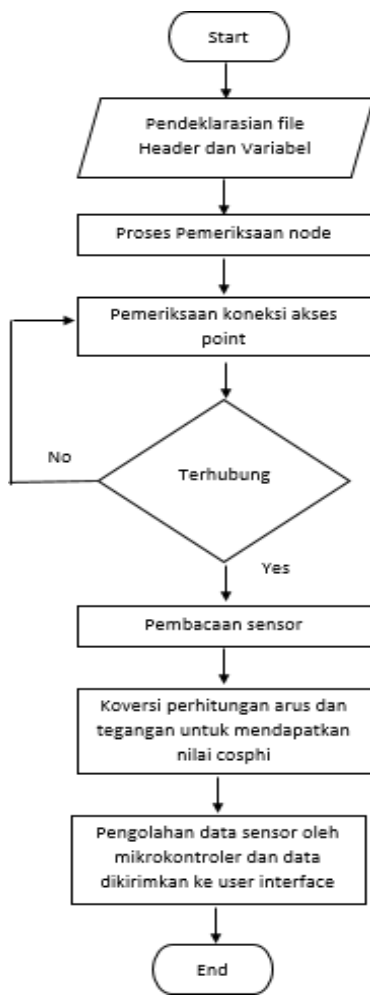 Start
Pendeklarasian file
Header dan Variabel
Proses Pemeriksaan node
Pemeriksaan koneksi akses
point
Terhubung
No
Yes
Pembacaan sensor
Koversi perhitungan arus dan
tegangan untuk mendapatkan
nilai cosphi
Pengolahan data sensor oleh
mikrokontroler dan data
dikirimkan ke user interface
End